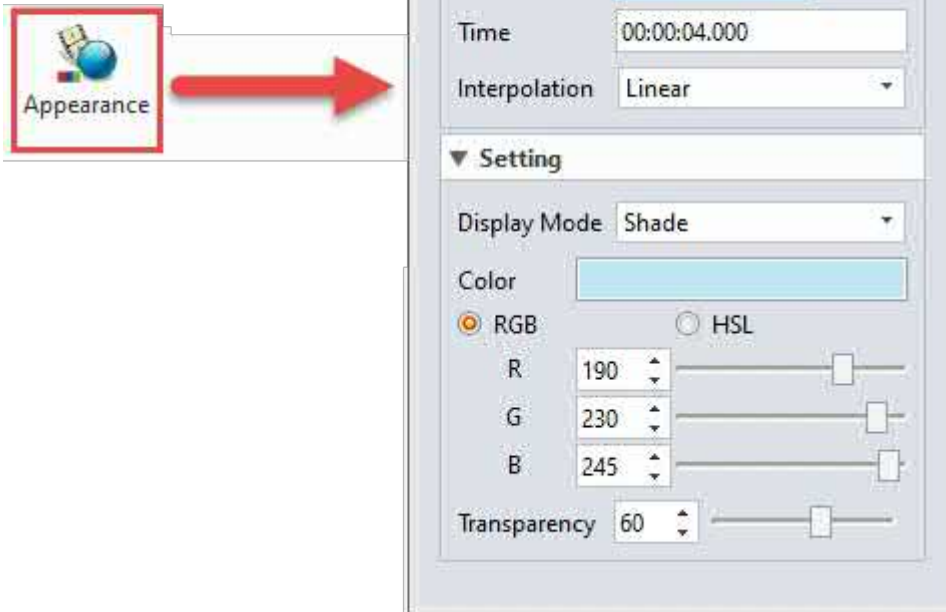 Appearance
Time 00:00:04.000
Interpolation Linear
Setting
Display Mode Shade
Color
RGB HSL
R 190
G 230
B 245
Transparency 60